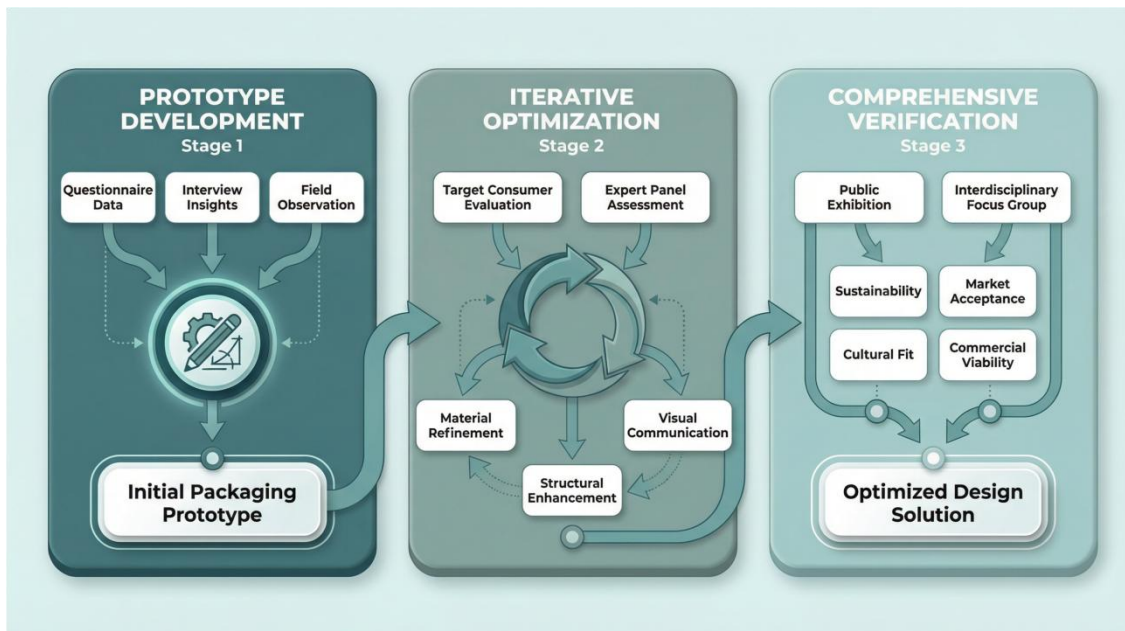 PROTOTYPE
DEVELOPMENT
Stage 1
Questionnaire
Data
Interview
Insights
Field
Observation
Initial Packaging
Prototype
ITERATIVE
OPTIMIZATION
Stage 2
Target Consumer
Evaluation
Expert Panel
Assessment
Material
Refinement
Visual
Communication
Structural
Enhancement
COMPREHENSIVE
VERIFICATION
Stage 3
Public
Exhibition
Interdisciplinary
Focus Group
Sustainability
Market
Acceptance
Cultural Fit
Commercial
Viability
Optimized Design
Solution